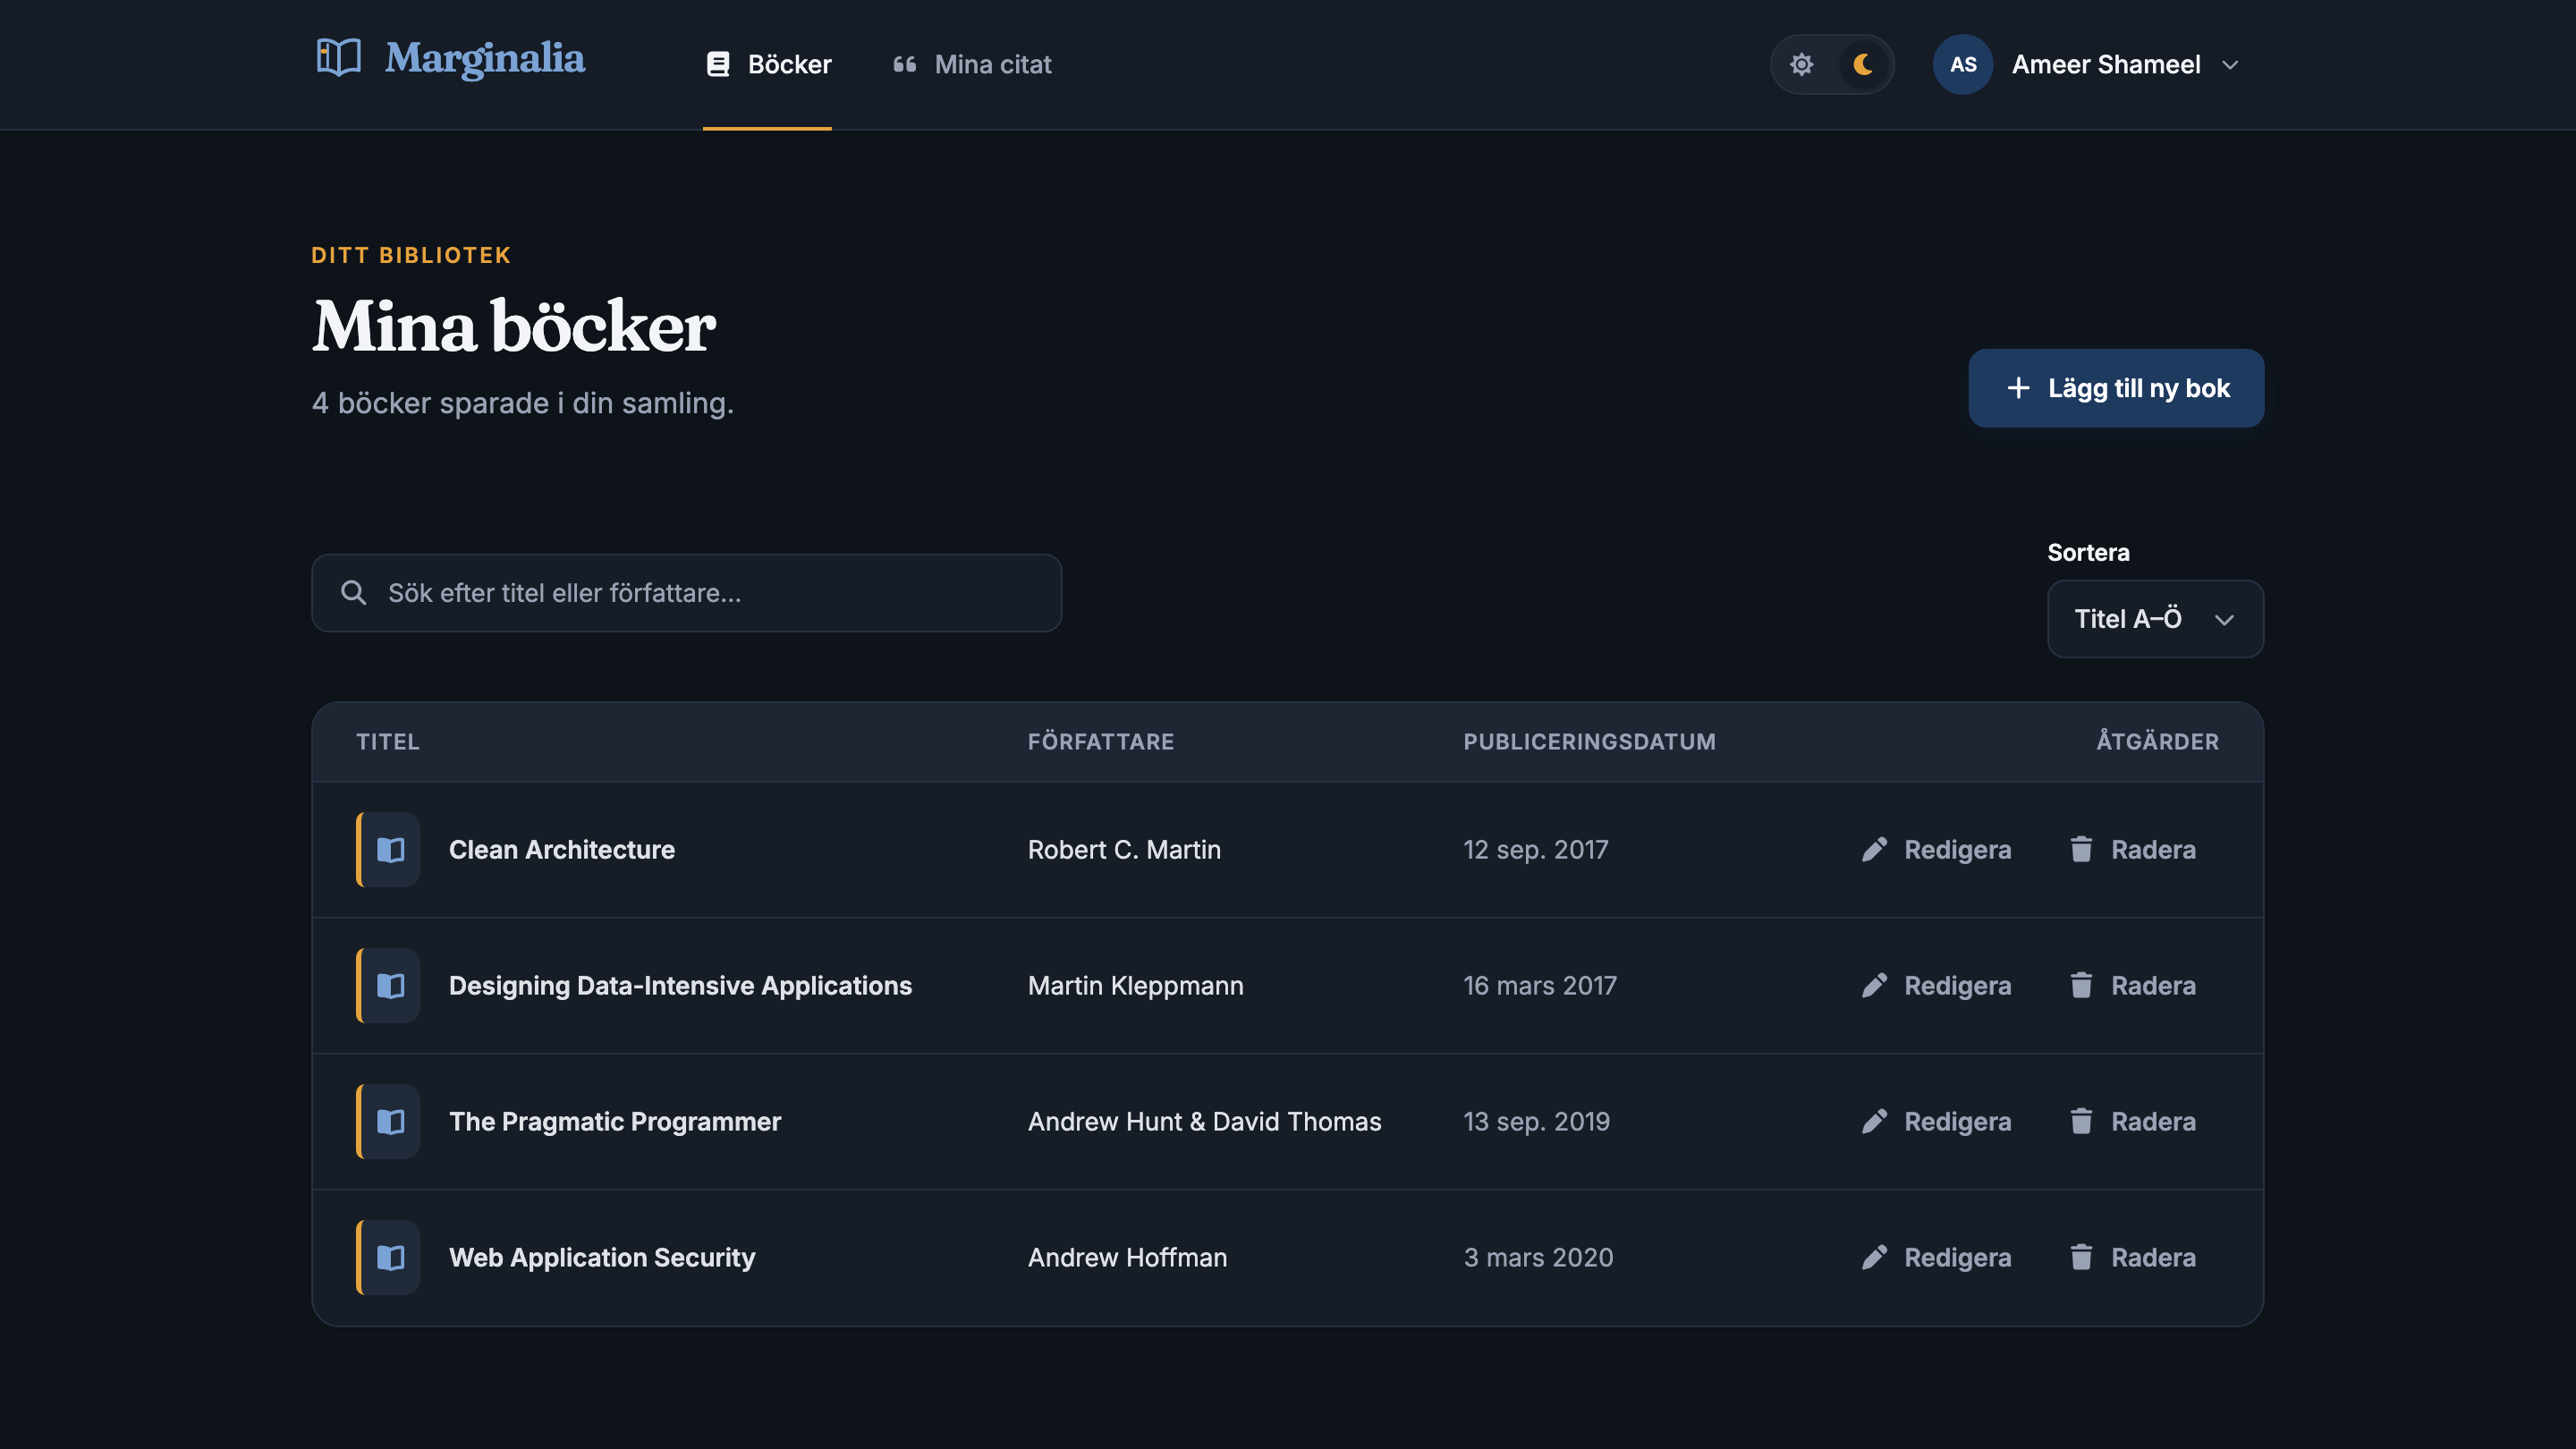 Marginalia
Böcker
Mina citat
AS
Ameer Shameel
DITT BIBLIOTEK
Mina böcker
4 böcker sparade i din samling.
Lägg till ny bok
Sök efter titel eller författare...
Sortera
Titel A–Ö
TITEL FÖRFATTARE PUBLICERINGSDATUM ÅTGÄRDER
Clean Architecture Robert C. Martin 12 sep. 2017 Redigera Radera
Designing Data-Intensive Applications Martin Kleppmann 16 mars 2017 Redigera Radera
The Pragmatic Programmer Andrew Hunt & David Thomas 13 sep. 2019 Redigera Radera
Web Application Security Andrew Hoffman 3 mars 2020 Redigera Radera